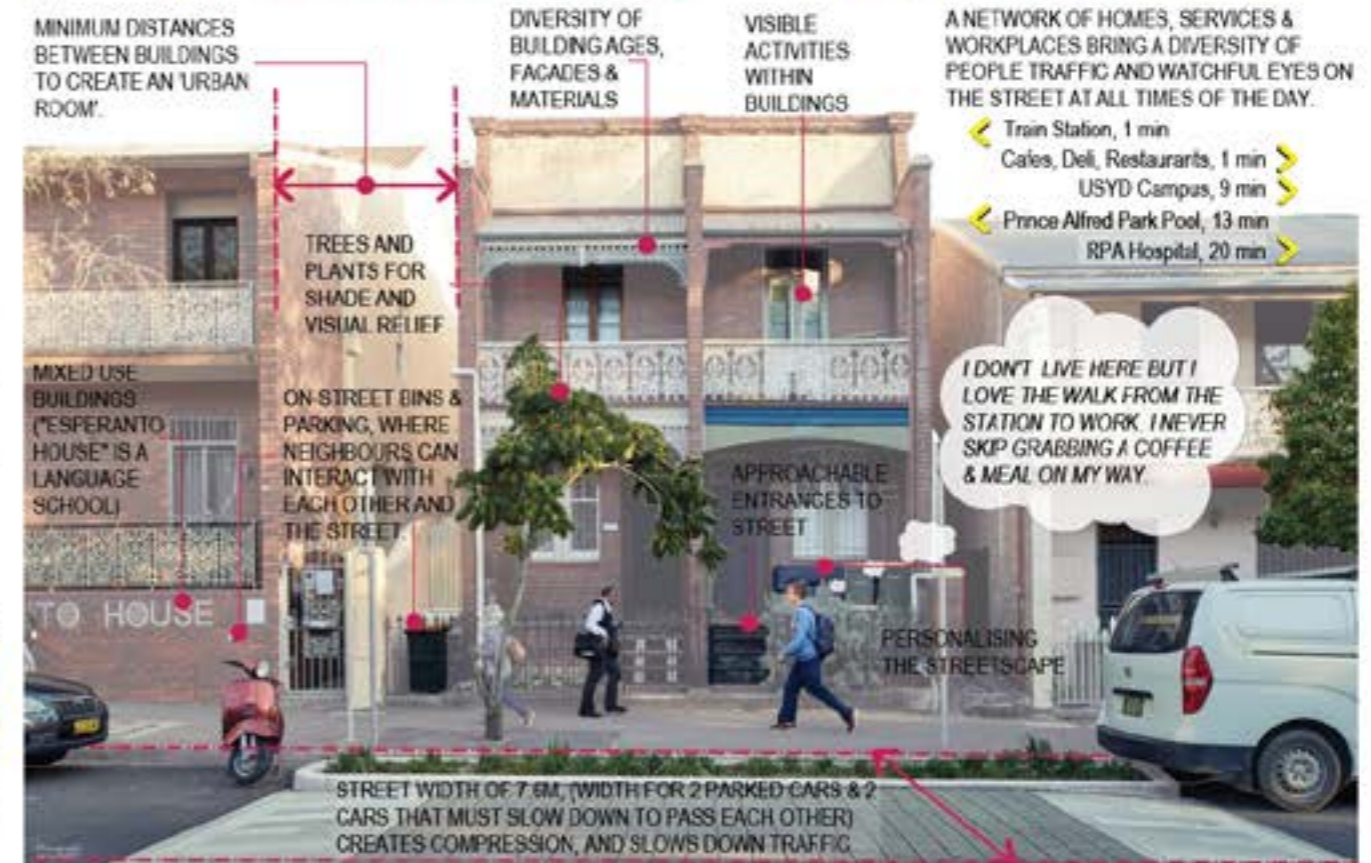 MINIMUM DISTANCES
BETWEEN BUILDINGS
TO CREATE AN 'URBAN
ROOM'.
DIVERSITY OF
BUILDING AGES,
FACADES &
MATERIALS
VISIBLE
ACTIVITIES
WITHIN
BUILDINGS
A NETWORK OF HOMES, SERVICES &
WORKPLACES BRING A DIVERSITY OF
PEOPLE TRAFFIC AND WATCHFUL EYES ON
THE STREET AT ALL TIMES OF THE DAY.
Train Station, 1 min
Cafes, Deli, Restaurants, 1 min
USYD Campus, 9 min
Prince Alfred Park Pool, 13 min
RPA Hospital, 20 min
TREES AND
PLANTS FOR
SHADE AND
VISUAL RELIEF
MIXED USE
BUILDINGS
("ESPERANTO
HOUSE" IS A
LANGUAGE
SCHOOL)
ON-STREET BINS &
PARKING, WHERE
NEIGHBOURS CAN
INTERACT WITH
EACH OTHER AND
THE STREET.
I DON'T LIVE HERE BUT I
LOVE THE WALK FROM THE
STATION TO WORK. I NEVER
SKIP GRABBING A COFFEE
& MEAL ON MY WAY.
APPROACHABLE
ENTRANCES TO
STREET
TO HOUSE
PERSONALISING
THE STREETSCAPE
STREET WIDTH OF 7.6M, (WIDTH FOR 2 PARKED CARS & 2
CARS THAT MUST SLOW DOWN TO PASS EACH OTHER)
CREATES COMPRESSION, AND SLOWS DOWN TRAFFIC